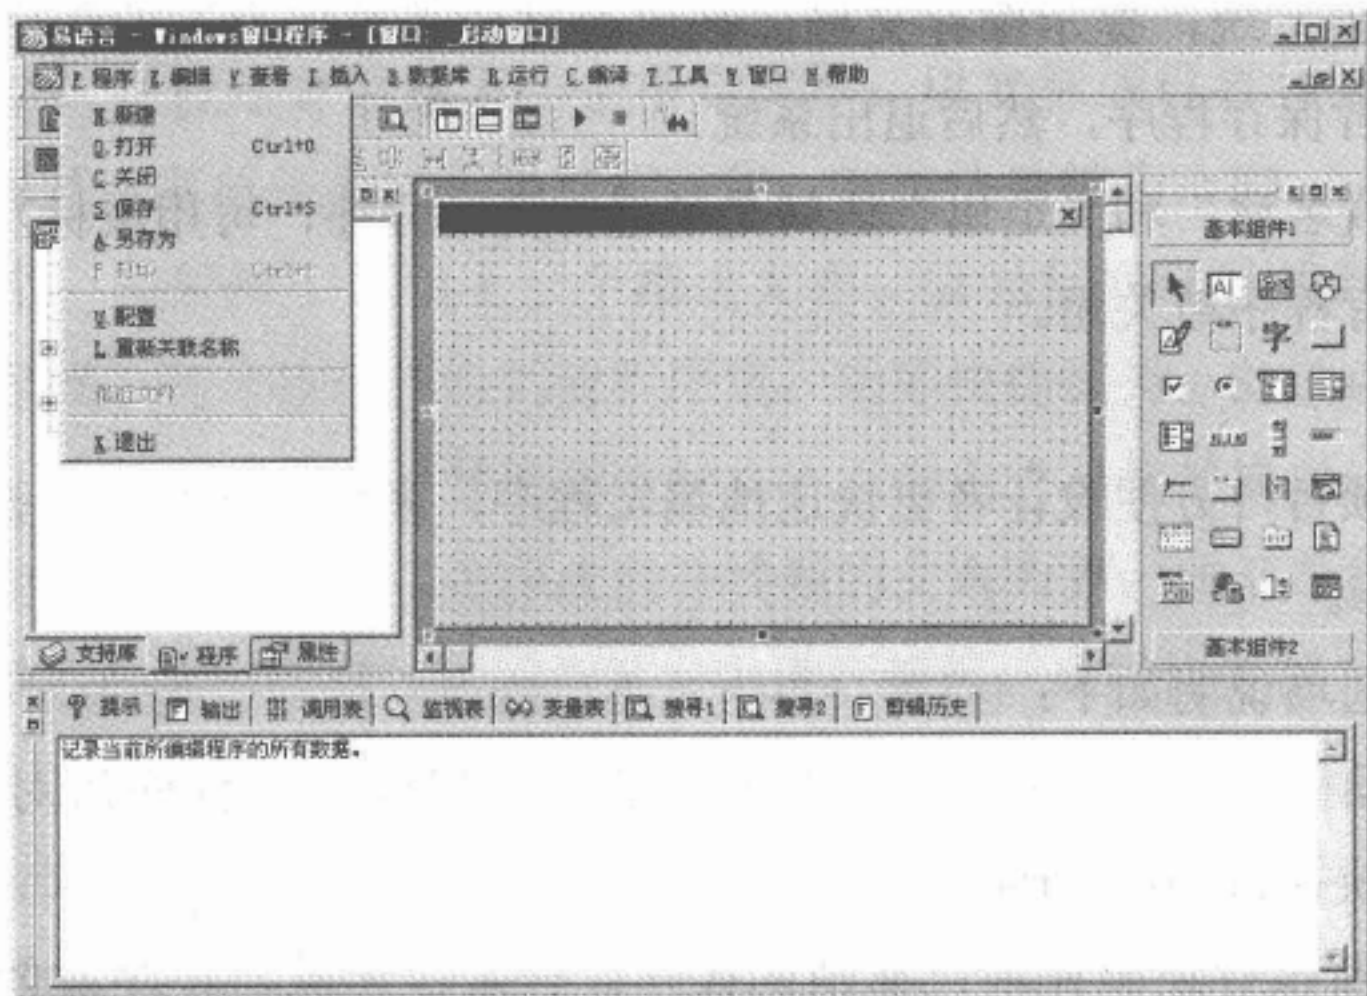 易语言 - Windows窗口程序 - [窗口: _启动窗口]
P.程序 E.编辑 V.查看 I.插入 B.数据库 R.运行 C.编译 T.工具 W.窗口 H.帮助
N.新建
O.打开 Ctrl+O
C.关闭
S.保存 Ctrl+S
A.另存为
P.打印 Ctrl+P
U.配置
L.重新关联名称
X.退出
基本组件1
基本组件2
支持库 程序 属性
提示 输出 调用表 监视表 变量表 搜寻1 搜寻2 剪辑历史
记录当前所编辑程序的所有数据。